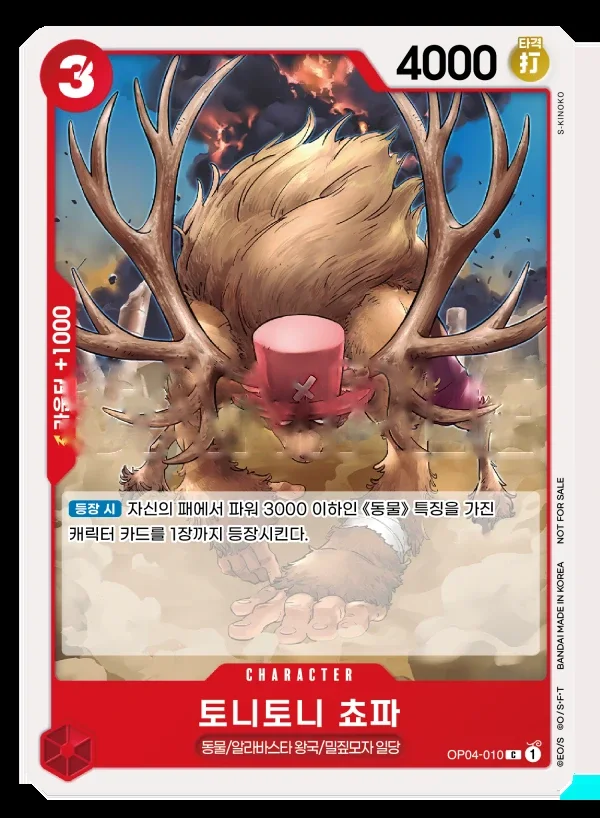 3
4000
타격
打
S-KINOKO
카운터 +1000
등장 시 자신의 패에서 파워 3000 이하인 《동물》 특징을 가진
캐릭터 카드를 1장까지 등장시킨다.
CHARACTER
토니토니 쵸파
동물/알라바스타 왕국/밀짚모자 일당
OP04-010 C 1
©EO/S ©O/S·F·T BANDAI MADE IN KOREA NOT FOR SALE